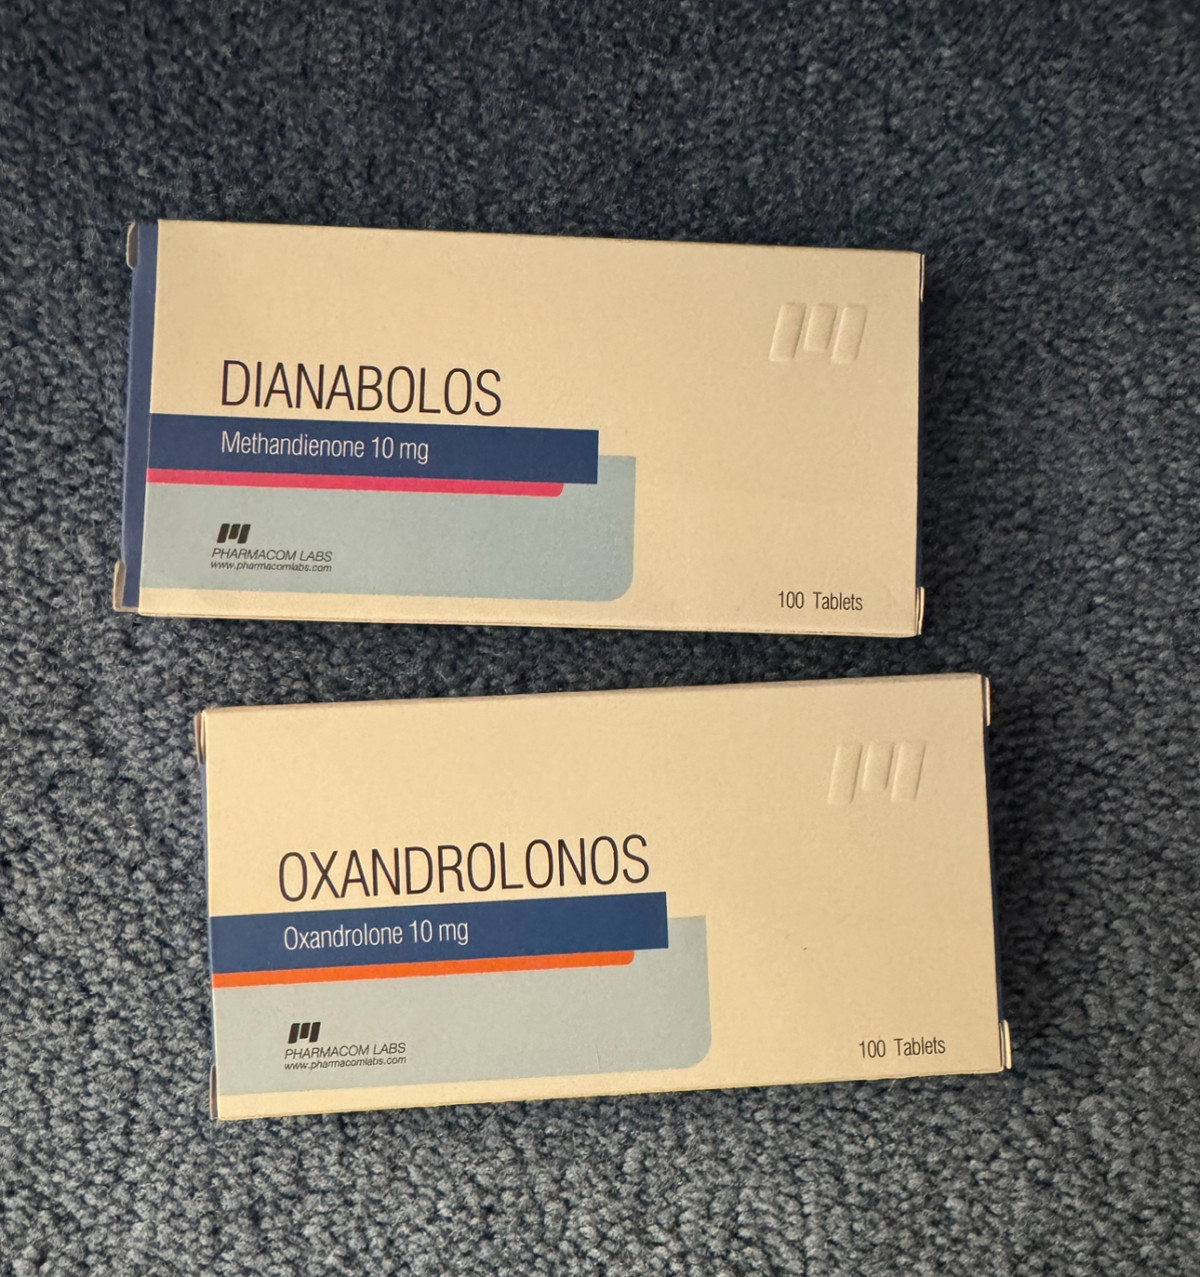 DIANABOLOS
Methandienone 10 mg
PHARMACOM LABS
www.pharmacomlabs.com
100 Tablets
OXANDROLONOS
Oxandrolone 10 mg
PHARMACOM LABS
www.pharmacomlabs.com
100 Tablets